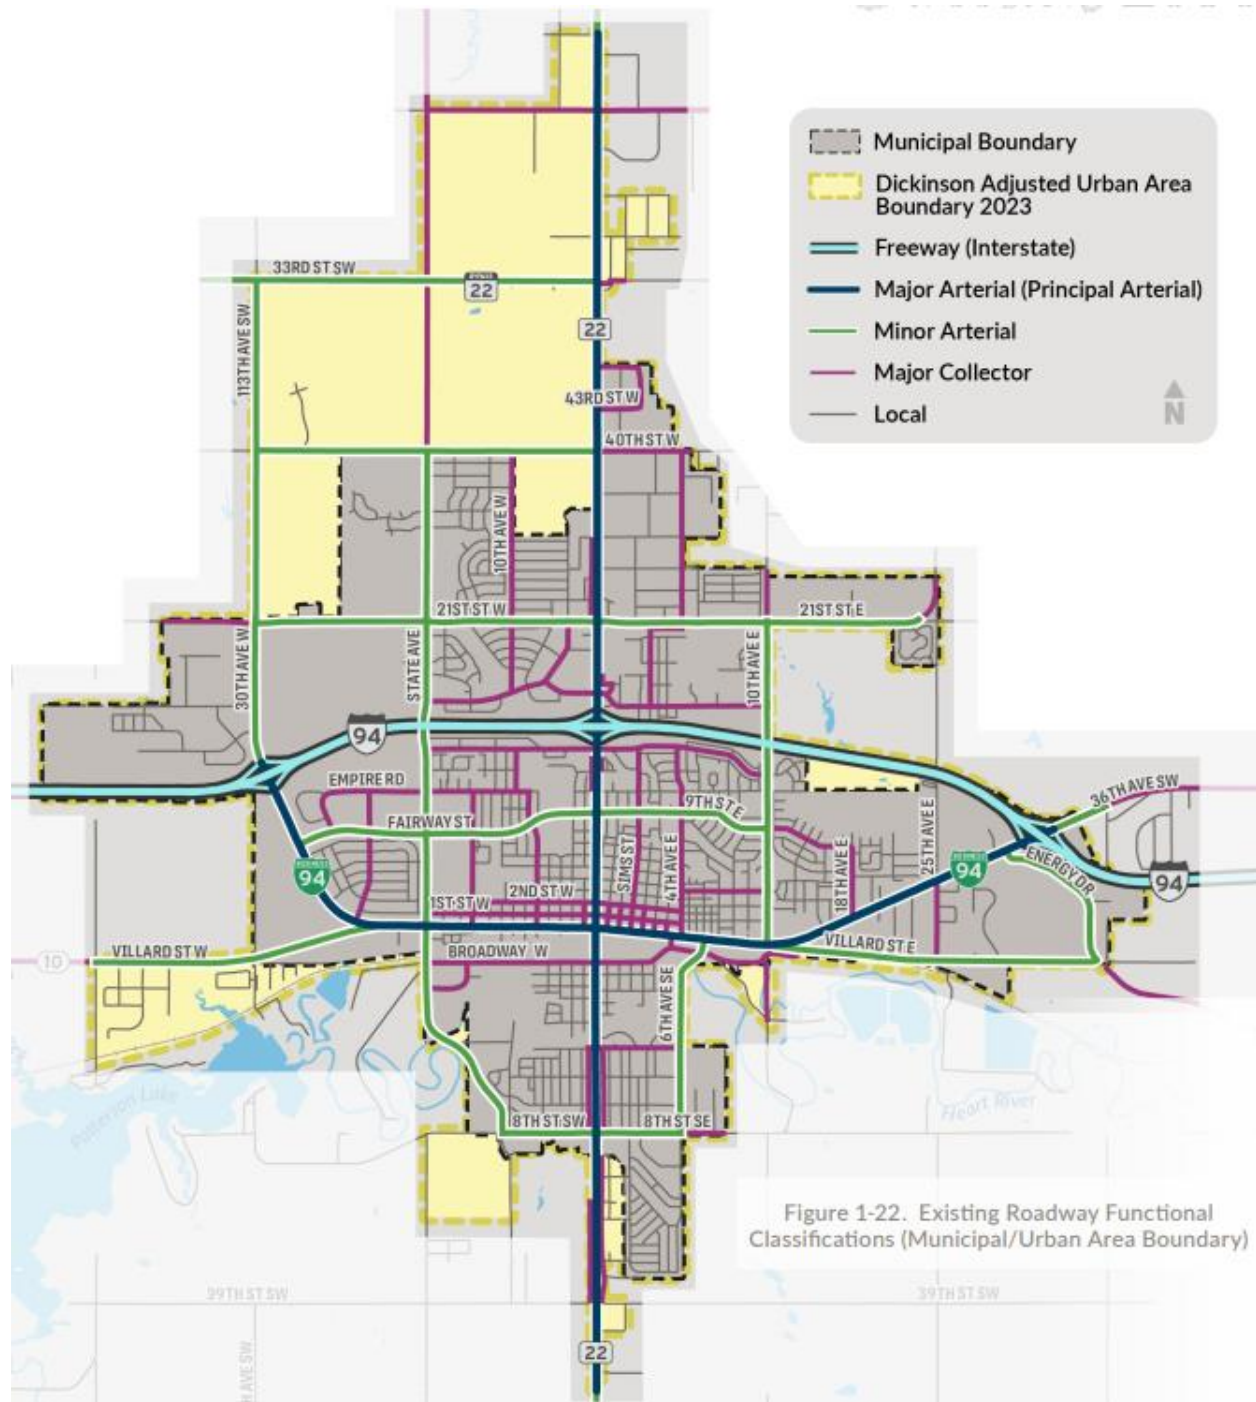 Municipal Boundary
Dickinson Adjusted Urban Area
Boundary 2023
Freeway (Interstate)
Major Arterial (Principal Arterial)
Minor Arterial
Major Collector
Local
N
33RD ST SW
22
22
113TH AVE SW
43RD ST W
40TH ST W
10TH AVE W
21ST ST W
21ST ST E
30TH AVE W
STATE AVE
10TH AVE E
94
EMPIRE RD
36TH AVE SW
9TH ST E
FAIRWAY ST
SIMS ST
4TH AVE E
18TH AVE E
25TH AVE E
ENERGY DR
94
94
94
2ND ST W
1ST ST W
VILLARD ST W
10
BROADWAY W
VILLARD ST E
6TH AVE SE
Patterson Lake
Heart River
8TH ST SW
8TH ST SE
Figure 1-22. Existing Roadway Functional
Classifications (Municipal/Urban Area Boundary)
39TH ST SW
39TH ST SW
22